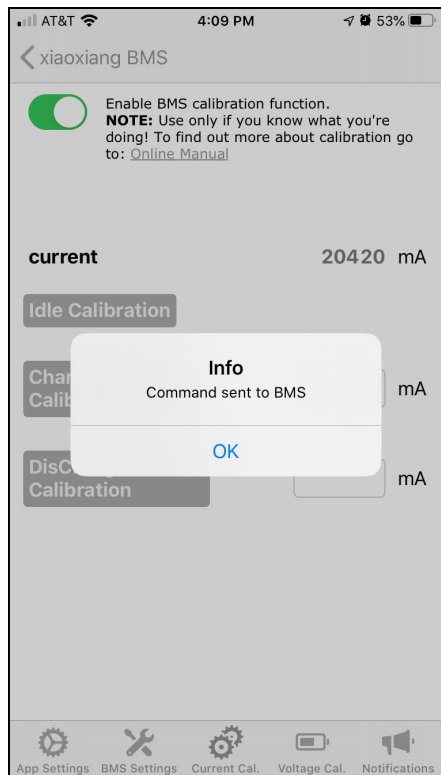 AT&T 4:09 PM 53%
xiaoxiang BMS
Enable BMS calibration function.
NOTE: Use only if you know what you're
doing! To find out more about calibration go
to: Online Manual
current 20420 mA
Idle Calibration
Info
Command sent to BMS
mA
OK
mA
Calibration
App Settings BMS Settings Current Cal. Voltage Cal. Notifications